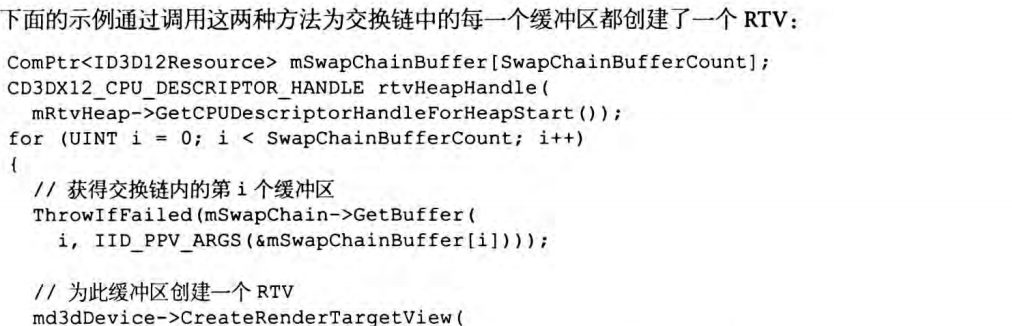 下面的示例通过调用这两种方法为交换链中的每一个缓冲区都创建了一个 RTV：
ComPtr<ID3D12Resource> mSwapChainBuffer[SwapChainBufferCount];
CD3DX12_CPU_DESCRIPTOR_HANDLE rtvHeapHandle(
  mRtvHeap->GetCPUDescriptorHandleForHeapStart());
for (UINT i = 0; i < SwapChainBufferCount; i++)
{
  // 获得交换链内的第 i 个缓冲区
  ThrowIfFailed(mSwapChain->GetBuffer(
    i, IID_PPV_ARGS(&mSwapChainBuffer[i])));
  // 为此缓冲区创建一个 RTV
  md3dDevice->CreateRenderTargetView(